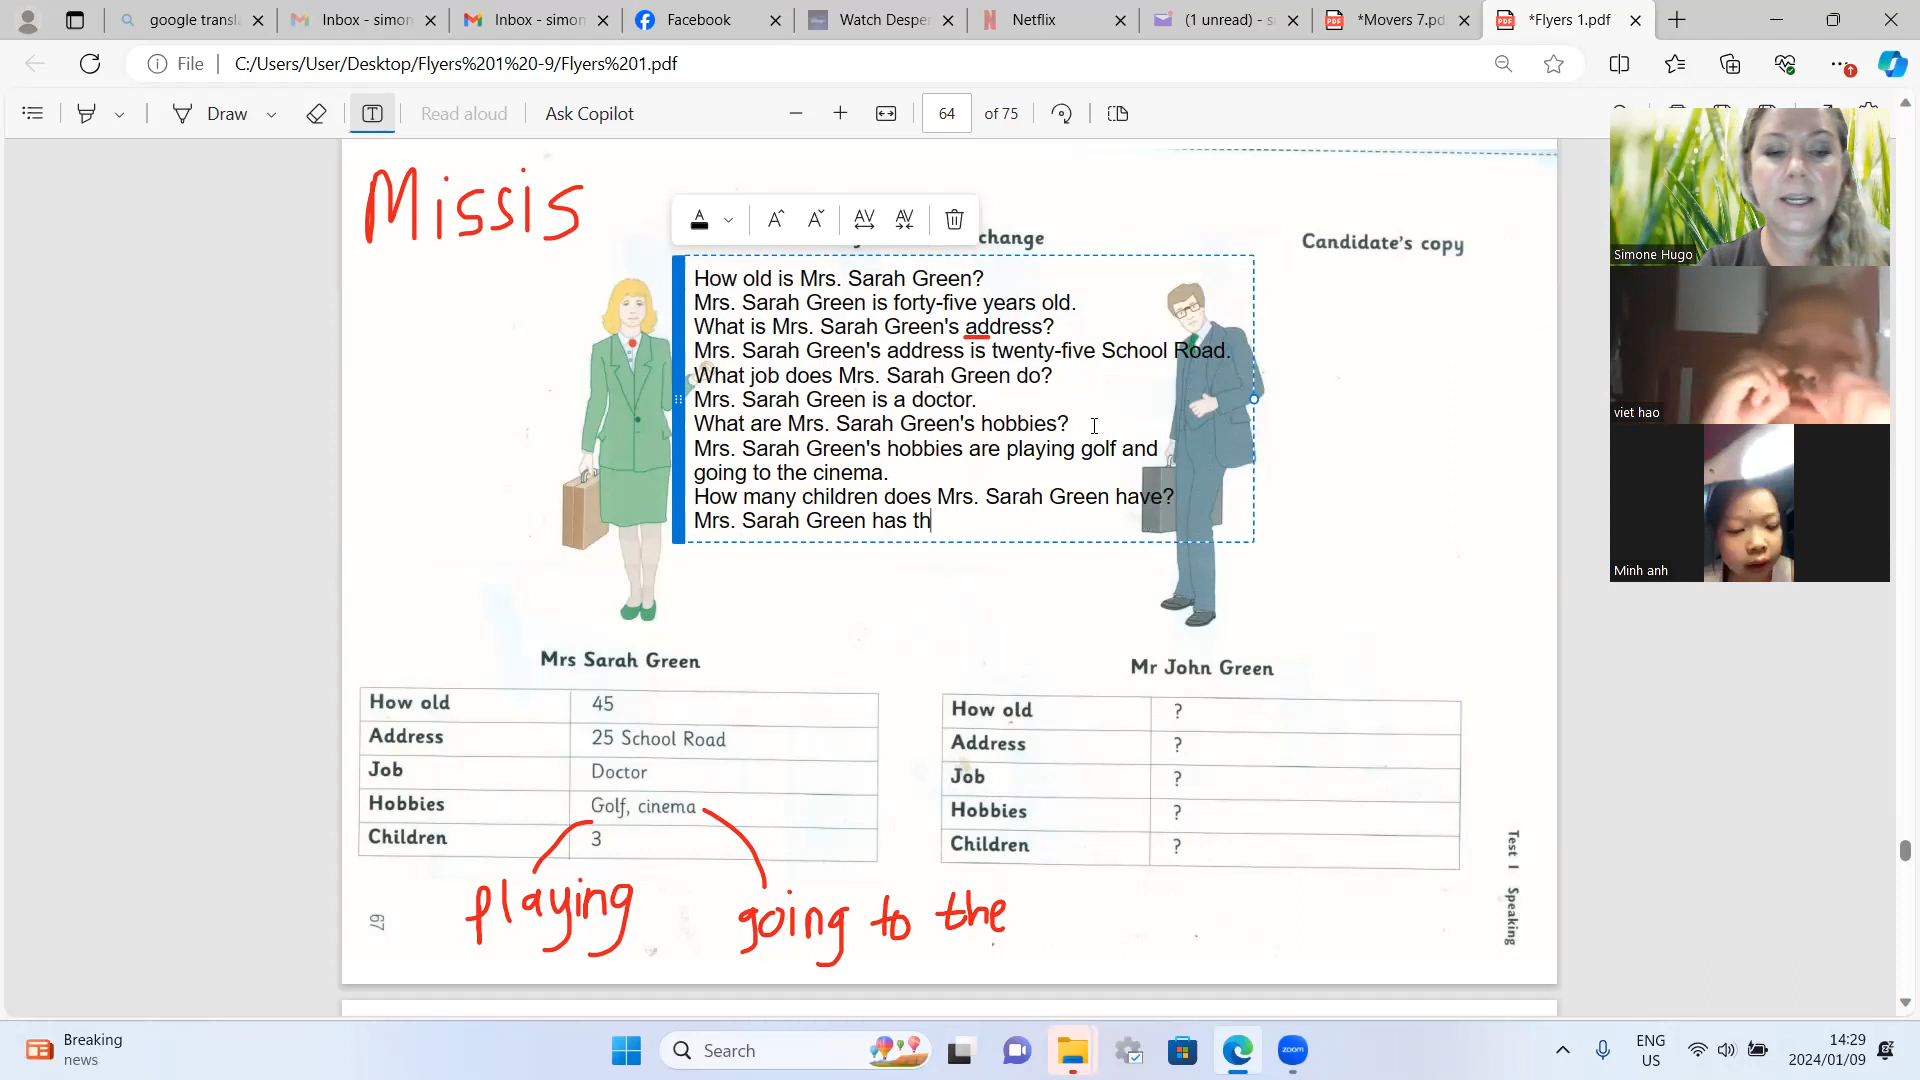 google transla
Inbox - simon
Inbox - simon
Facebook
Watch Desper
Netflix
(1 unread) - s
*Movers 7.pd
*Flyers 1.pdf
File
C:/Users/User/Desktop/Flyers%201%20-9/Flyers%201.pdf
Draw
Read aloud
Ask Copilot
64 of 75
Missis
change
Candidate's copy
How old is Mrs. Sarah Green?
Mrs. Sarah Green is forty-five years old.
What is Mrs. Sarah Green's address?
Mrs. Sarah Green's address is twenty-five School Road.
What job does Mrs. Sarah Green do?
Mrs. Sarah Green is a doctor.
What are Mrs. Sarah Green's hobbies?
Mrs. Sarah Green's hobbies are playing golf and
going to the cinema.
How many children does Mrs. Sarah Green have?
Mrs. Sarah Green has th
Mrs Sarah Green
How old 45
Address 25 School Road
Job Doctor
Hobbies Golf, cinema
Children 3
playing
going to the
Mr John Green
How old ?
Address ?
Job ?
Hobbies ?
Children ?
67
Test 1 Speaking
Simone Hugo
viet hao
Minh anh
Breaking
news
Search
zoom
ENG
US
14:29
2024/01/09